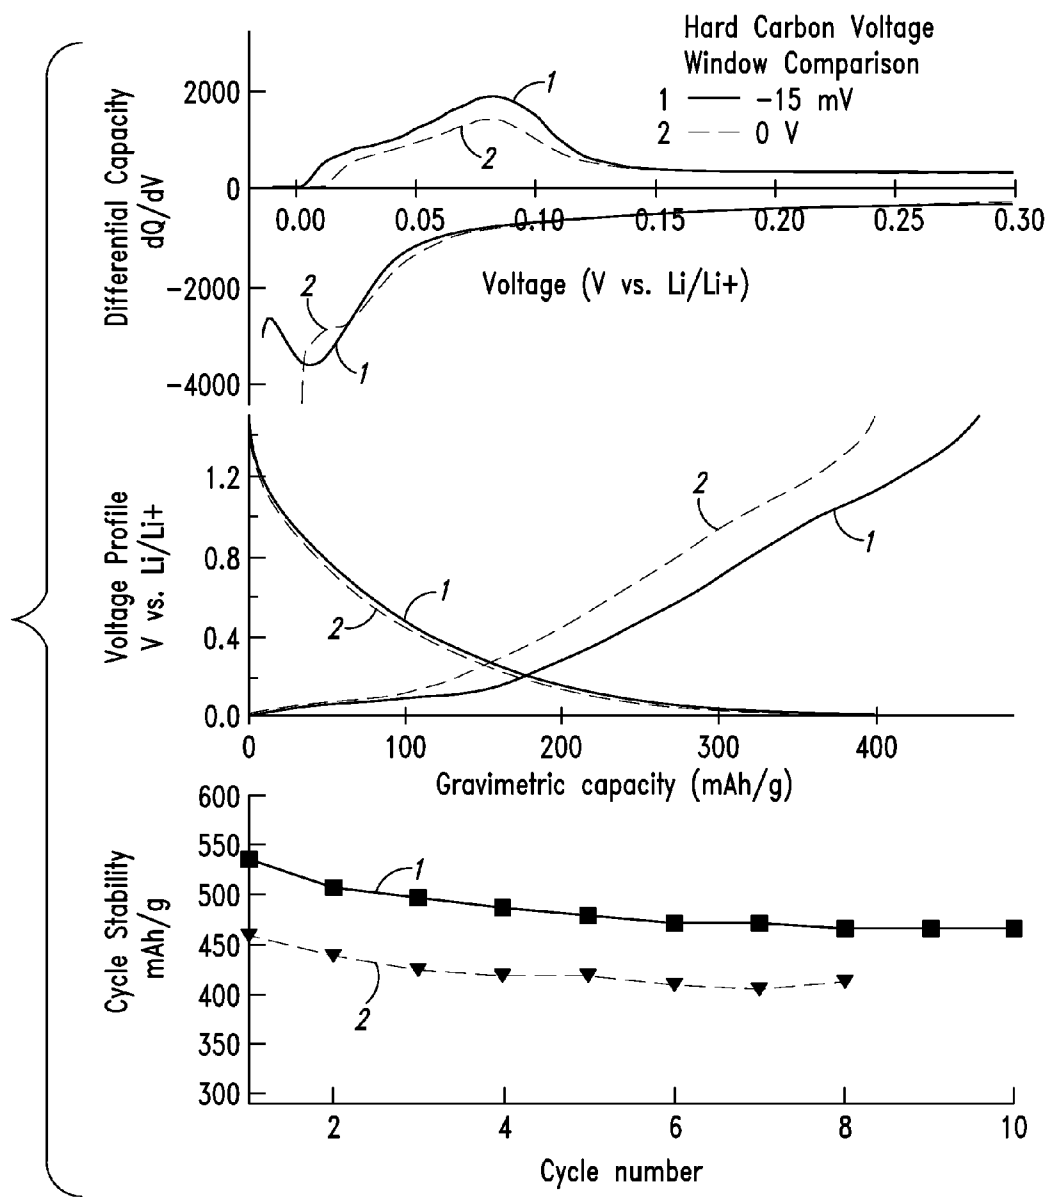 Hard Carbon Voltage
Window Comparison
1 -15 mV
2 0 V
Differential Capacity
dQ/dV
2000
0
-2000
-4000
1
2
0.00 0.05 0.10 0.15 0.20 0.25 0.30
Voltage (V vs. Li/Li+)
2
1
Voltage Profile
V vs. Li/Li+
1.2
0.8
0.4
0.0
2
1
1
2
0 100 200 300 400
Gravimetric capacity (mAh/g)
Cycle Stability
mAh/g
600
550
500
450
400
350
300
1
2
2 4 6 8 10
Cycle number